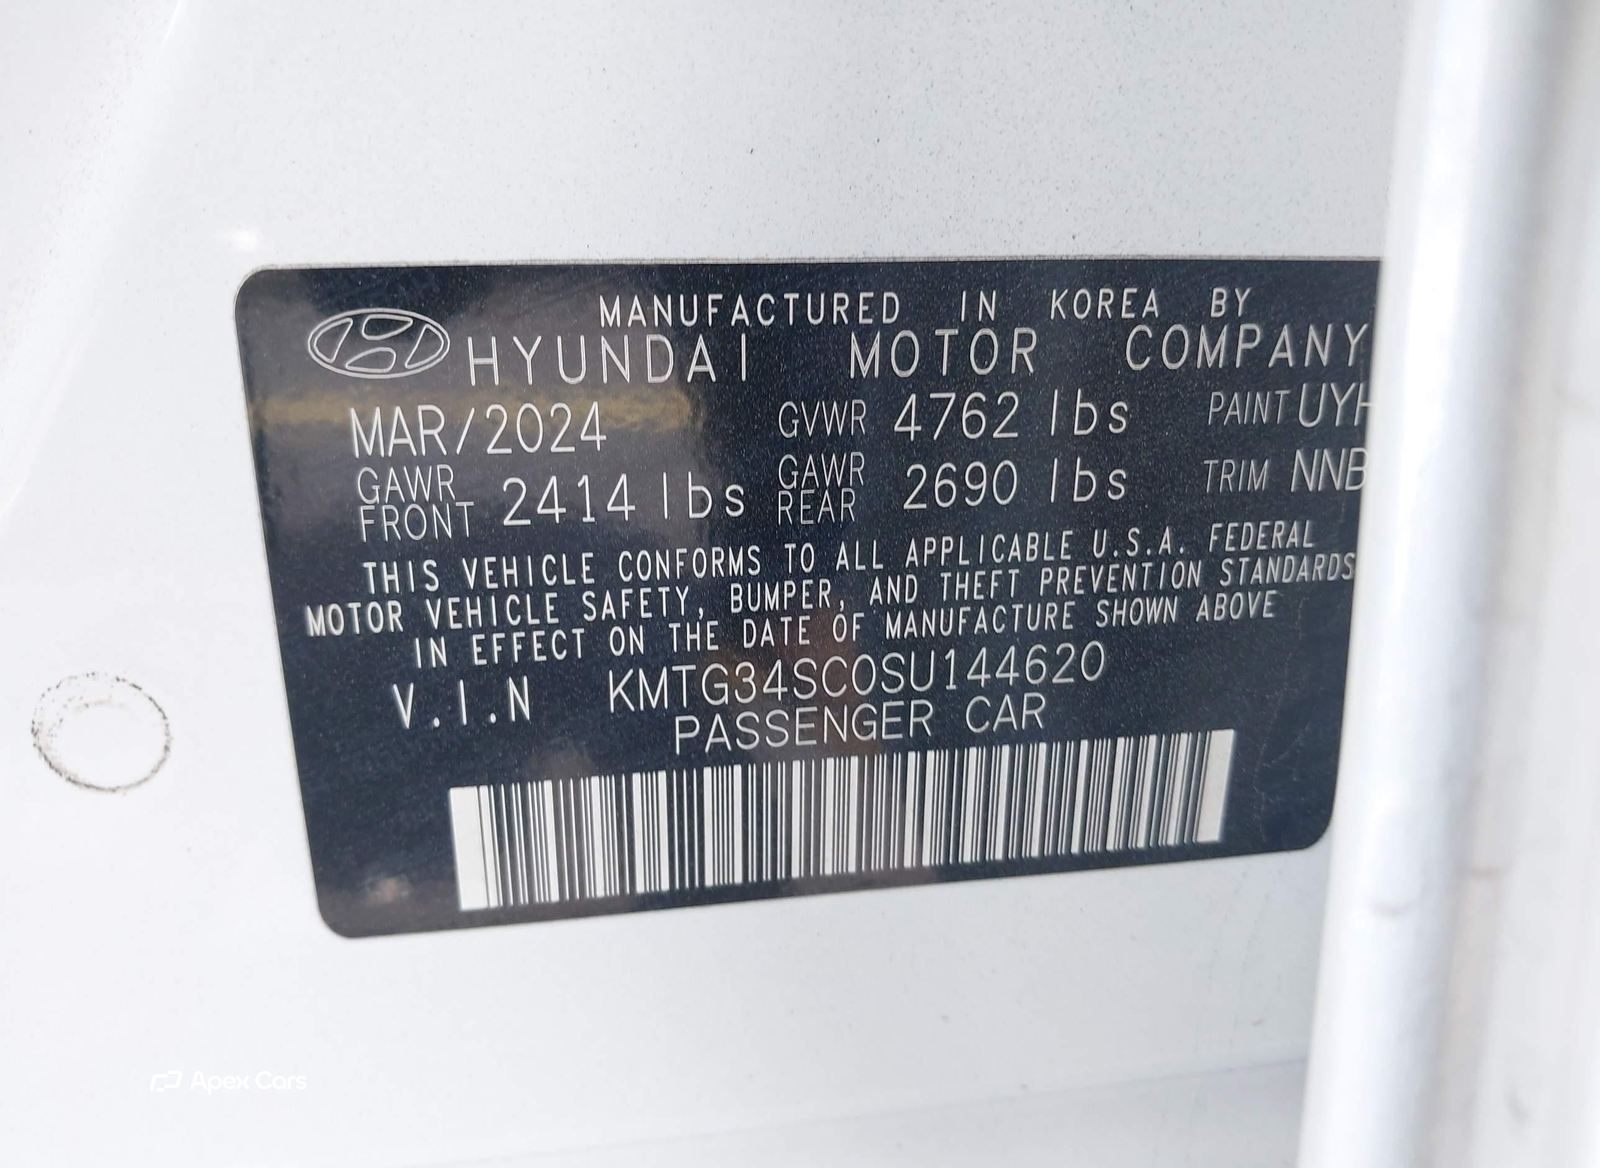 MANUFACTURED IN KOREA BY
HYUNDAI MOTOR COMPANY
MAR/2024 GVWR 4762 lbs PAINT UYH
GAWR FRONT 2414 lbs GAWR REAR 2690 lbs TRIM NNB
THIS VEHICLE CONFORMS TO ALL APPLICABLE U.S.A. FEDERAL
MOTOR VEHICLE SAFETY, BUMPER, AND THEFT PREVENTION STANDARDS
IN EFFECT ON THE DATE OF MANUFACTURE SHOWN ABOVE
V.I.N KMTG34SC0SU144620
PASSENGER CAR
Apex Cars